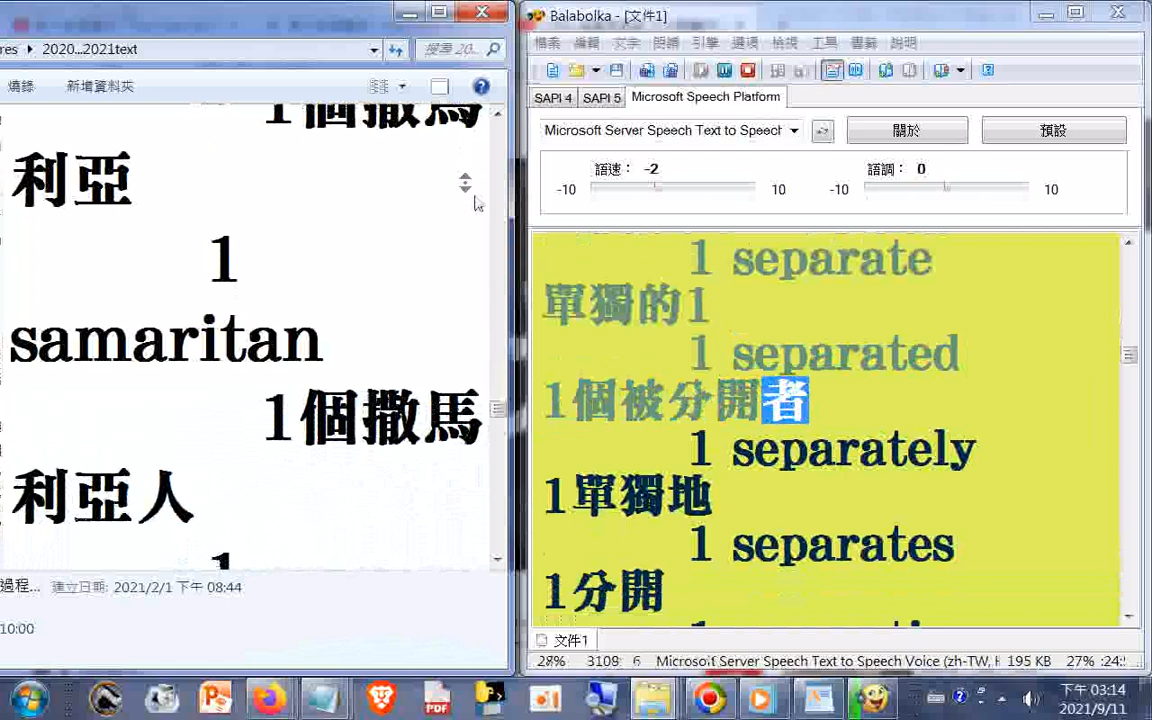 res ▸ 2020...2021text
搜尋 20...
燒錄 新增資料夾
1個撒馬
利亞
1
samaritan
1個撒馬
利亞人
1
過程... 建立日期: 2021/2/1 下午 08:44
10:00
Balabolka - [文件1]
檔案 編輯 文字 閱讀 引擎 選項 檢視 工具 書籤 說明
SAPI 4 SAPI 5 Microsoft Speech Platform
Microsoft Server Speech Text to Speech
關於 預設
語速： -2 語調： 0
-10 10 -10 10
1 separate
單獨的1
1 separated
1個被分開者
1 separately
1單獨地
1 separates
1分開
文件1
28% 3108 6 Microsoft Server Speech Text to Speech Voice (zh-TW, H 195 KB 27%
PDF
下午 03:14
2021/9/11